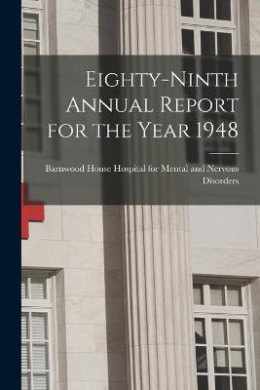 Eighty-Ninth
Annual Report
for the Year 1948
Barnwood House Hospital for Mental and Nervous
Disorders